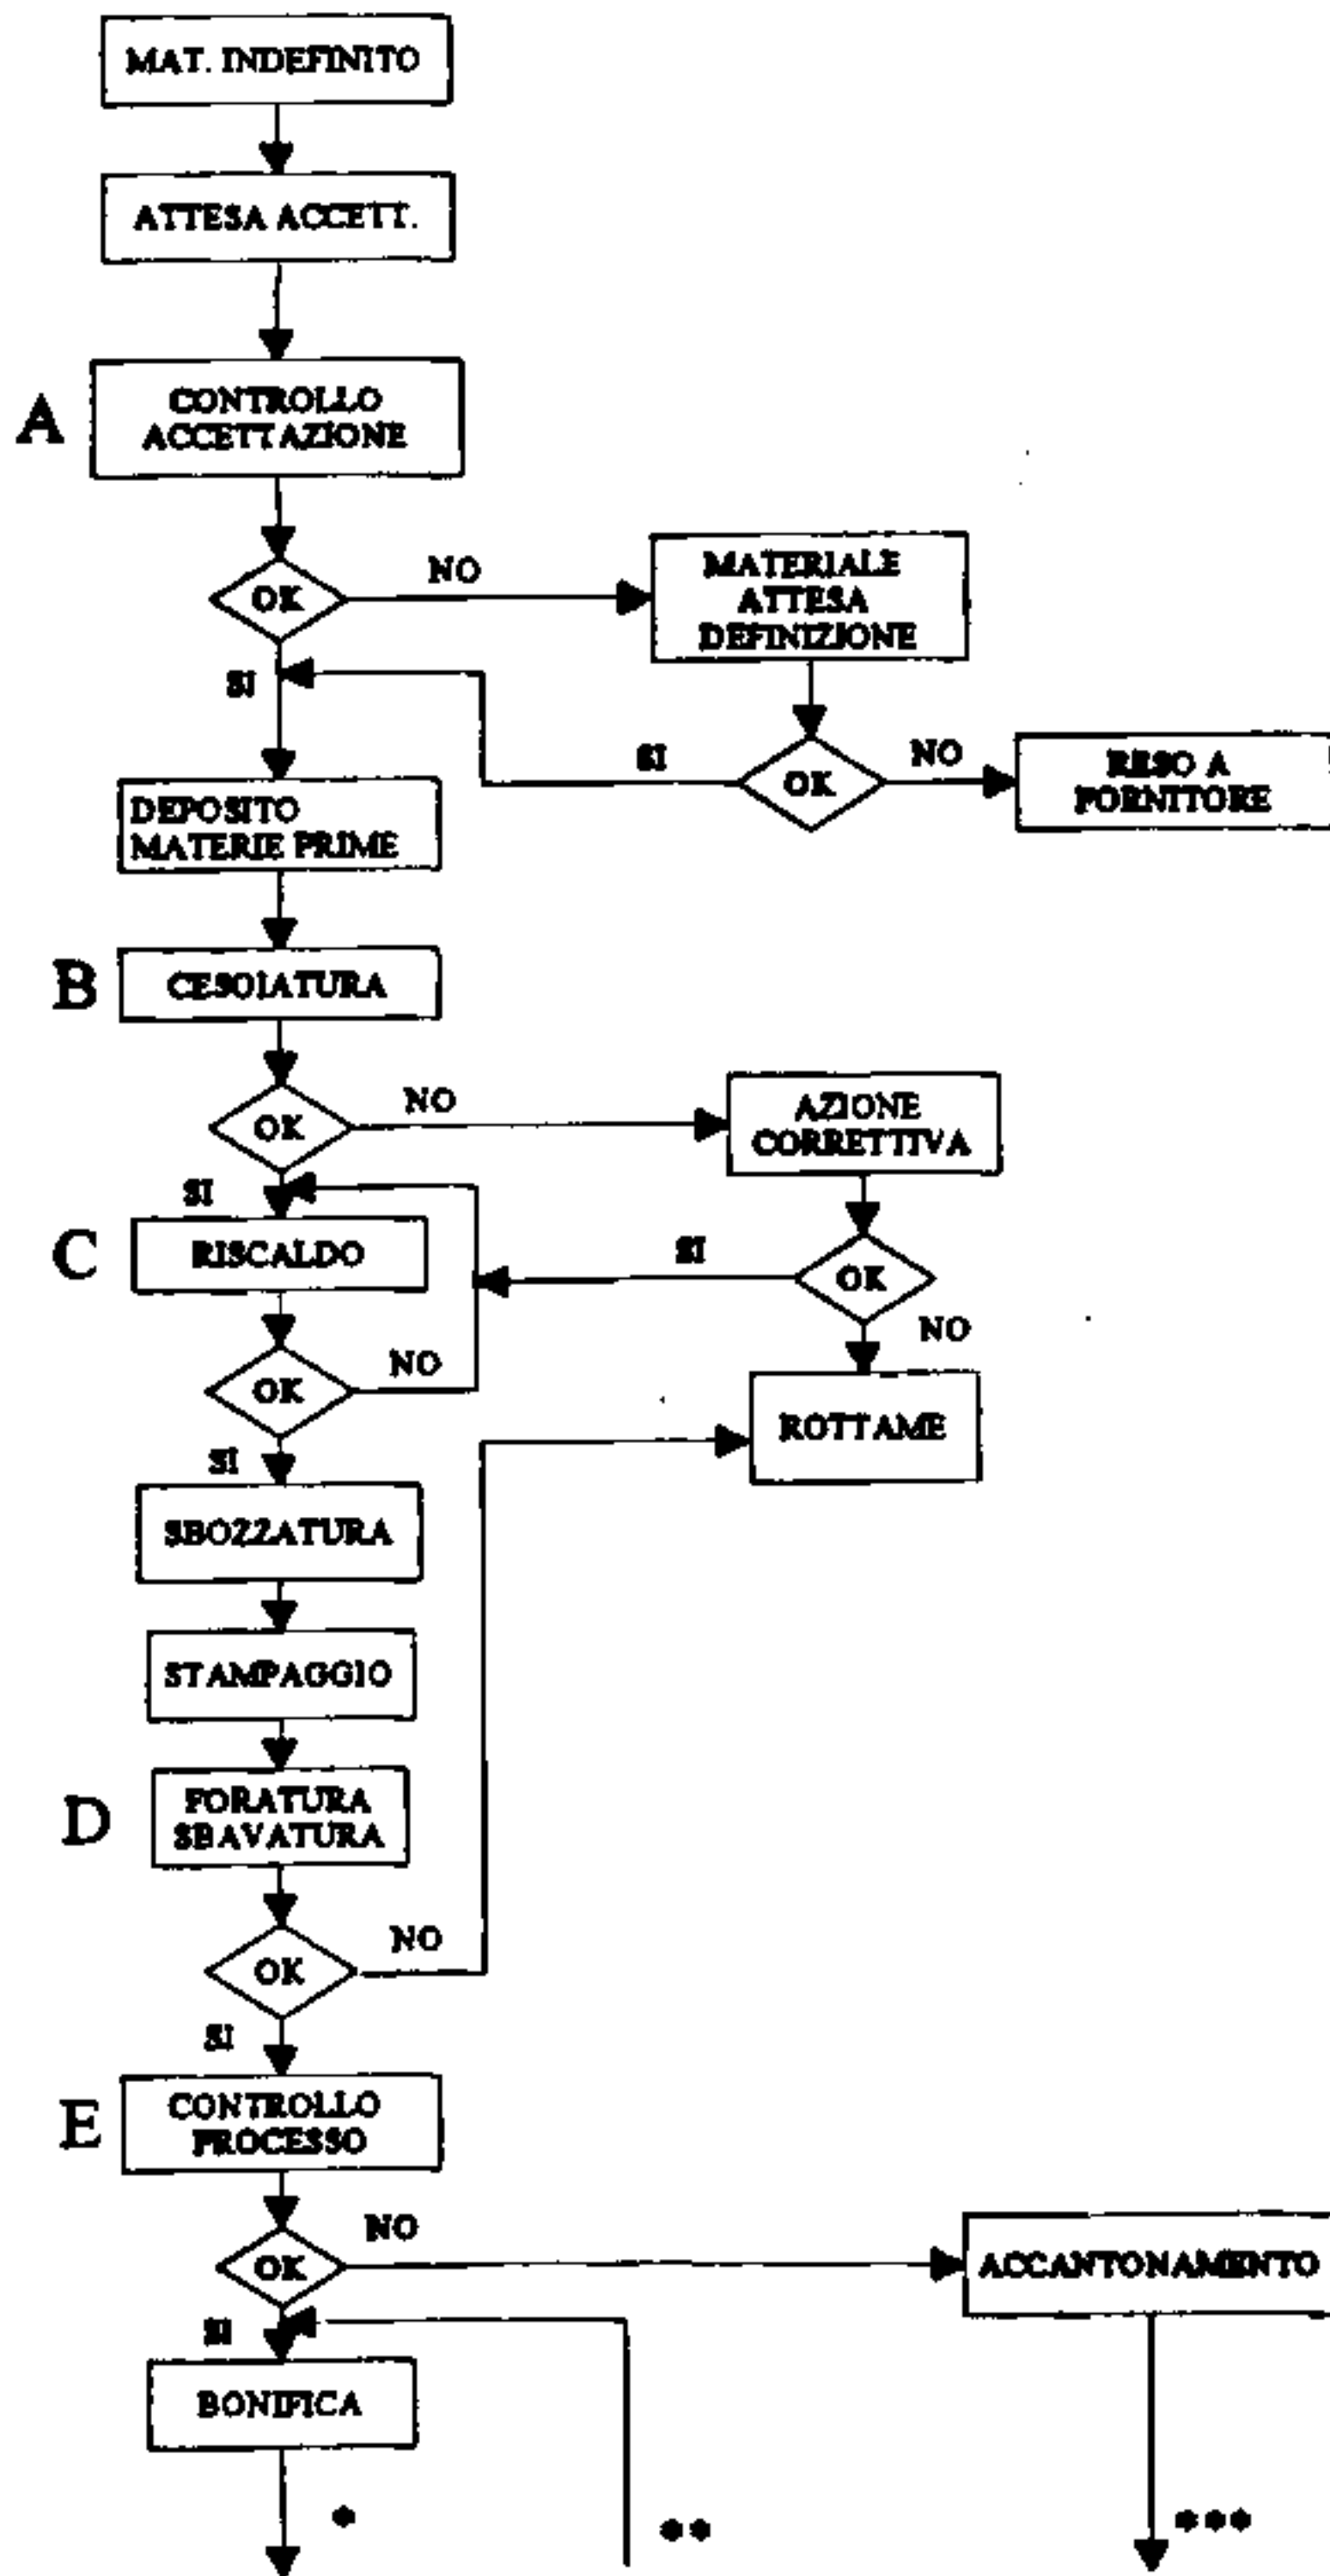 MAT. INDEFINITO
ATTESA ACCETT.
A
CONTROLLO
ACCETTAZIONE
OK
NO
MATERIALE
ATTESA
DEFINIZIONE
SI
SI
OK
NO
RESO A
FORNITORE
DEPOSITO
MATERIE PRIME
B
CESOIATURA
OK
NO
AZIONE
CORRETTIVA
SI
C
RISCALDO
SI
OK
NO
OK
NO
ROTTAME
SI
SBOZZATURA
STAMPAGGIO
D
FORATURA
SBAVATURA
OK
NO
SI
E
CONTROLLO
PROCESSO
OK
NO
ACCANTONAMENTO
SI
BONIFICA
*
**
***